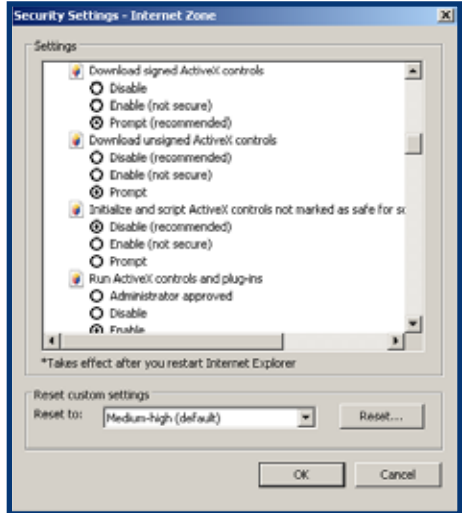 Security Settings - Internet Zone
Settings
Download signed ActiveX controls
Disable
Enable (not secure)
Prompt (recommended)
Download unsigned ActiveX controls
Disable (recommended)
Enable (not secure)
Prompt
Initialize and script ActiveX controls not marked as safe for sc
Disable (recommended)
Enable (not secure)
Prompt
Run ActiveX controls and plug-ins
Administrator approved
Disable
Enable
*Takes effect after you restart Internet Explorer
Reset custom settings
Reset to: Medium-high (default) Reset...
OK Cancel